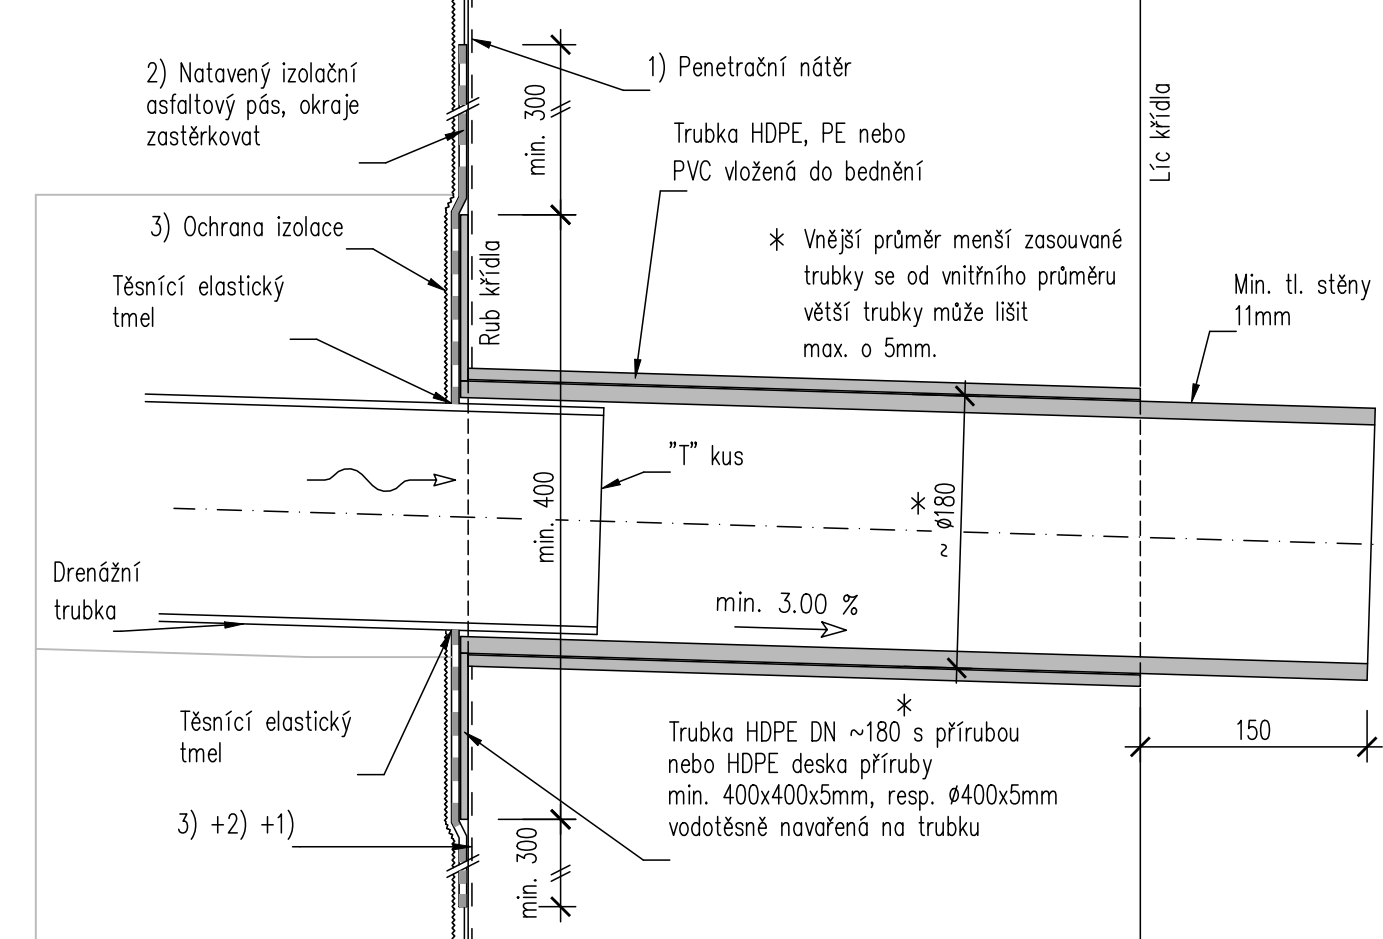 2) Natavený izolační
asfaltový pás, okraje
zastěrkovat
1) Penetrační nátěr
min. 300
Trubka HDPE, PE nebo
PVC vložená do bednění
Líc křídla
3) Ochrana izolace
Rub křídla
* Vnější průměr menší zasouvané
trubky se od vnitřního průměru
větší trubky může lišit
max. o 5mm.
Těsnící elastický
tmel
Min. tl. stěny
11mm
"T" kus
min. 400
* ~ ø180
Drenážní
trubka
min. 3.00 %
Těsnící elastický
tmel
*
Trubka HDPE DN ~180 s přírubou
nebo HDPE deska příruby
min. 400x400x5mm, resp. ø400x5mm
vodotěsně navařená na trubku
150
3) +2) +1)
min. 300